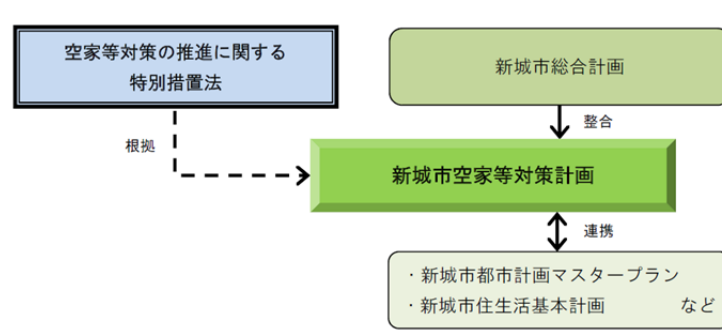 空家等対策の推進に関する
特別措置法
新城市総合計画
整合
根拠
新城市空家等対策計画
連携
・新城市都市計画マスタープラン
・新城市住生活基本計画 など